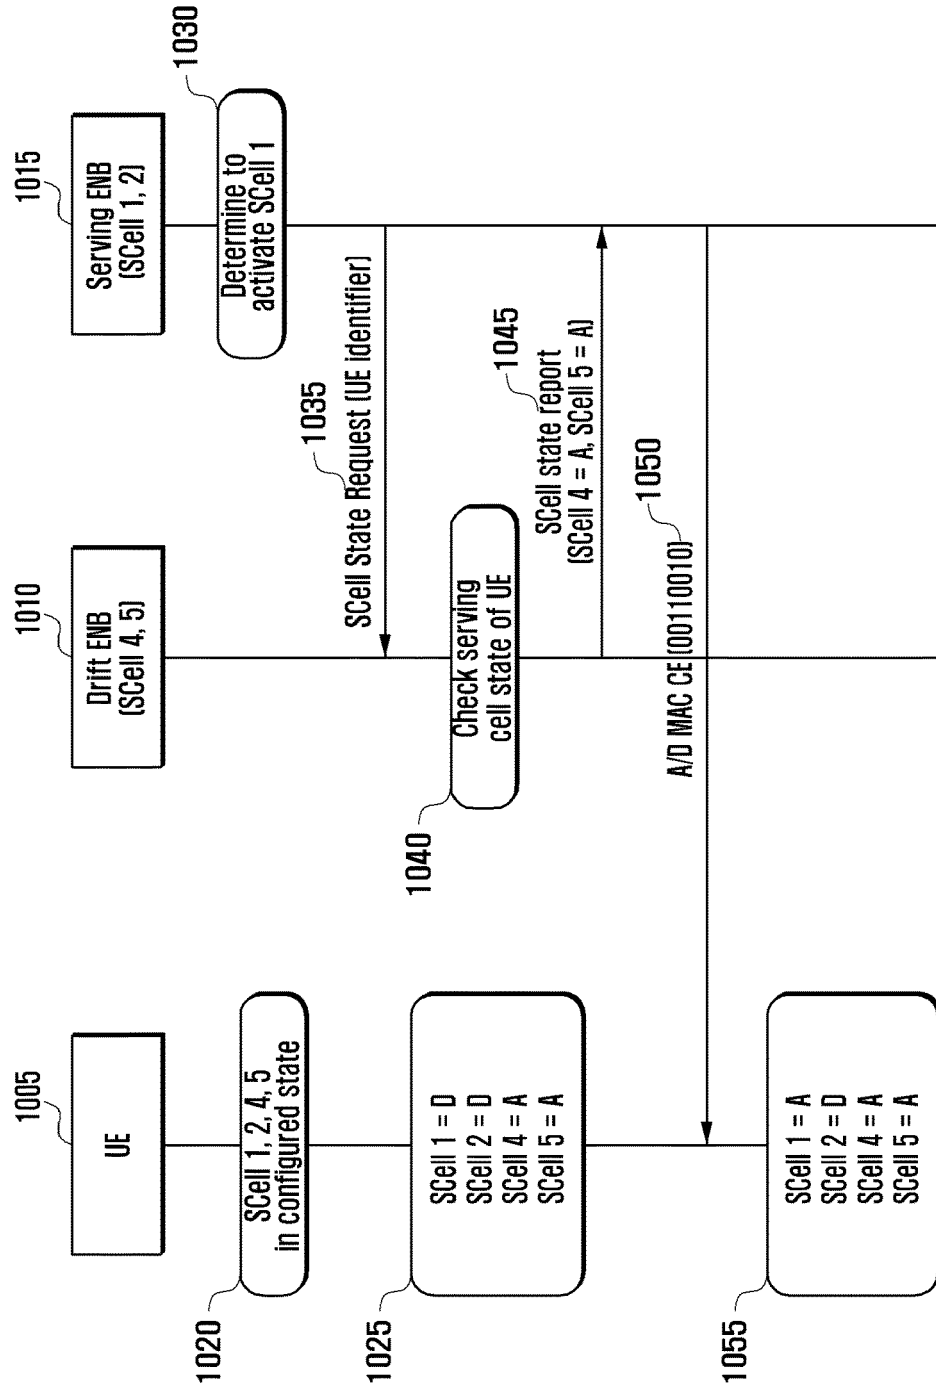 1005
UE
1010
Drift ENB
(SCell 4, 5)
1015
Serving ENB
(SCell 1, 2)
1020
SCell 1, 2, 4, 5
in configured state
1030
Determine to
activate SCell 1
1025
SCell 1 = D
SCell 2 = D
SCell 4 = A
SCell 5 = A
1035
SCell State Request (UE identifier)
1040
Check serving
cell state of UE
1045
SCell state report
(SCell 4 = A, SCell 5 = A)
1050
A/D MAC CE (00110010)
1055
SCell 1 = A
SCell 2 = D
SCell 4 = A
SCell 5 = A